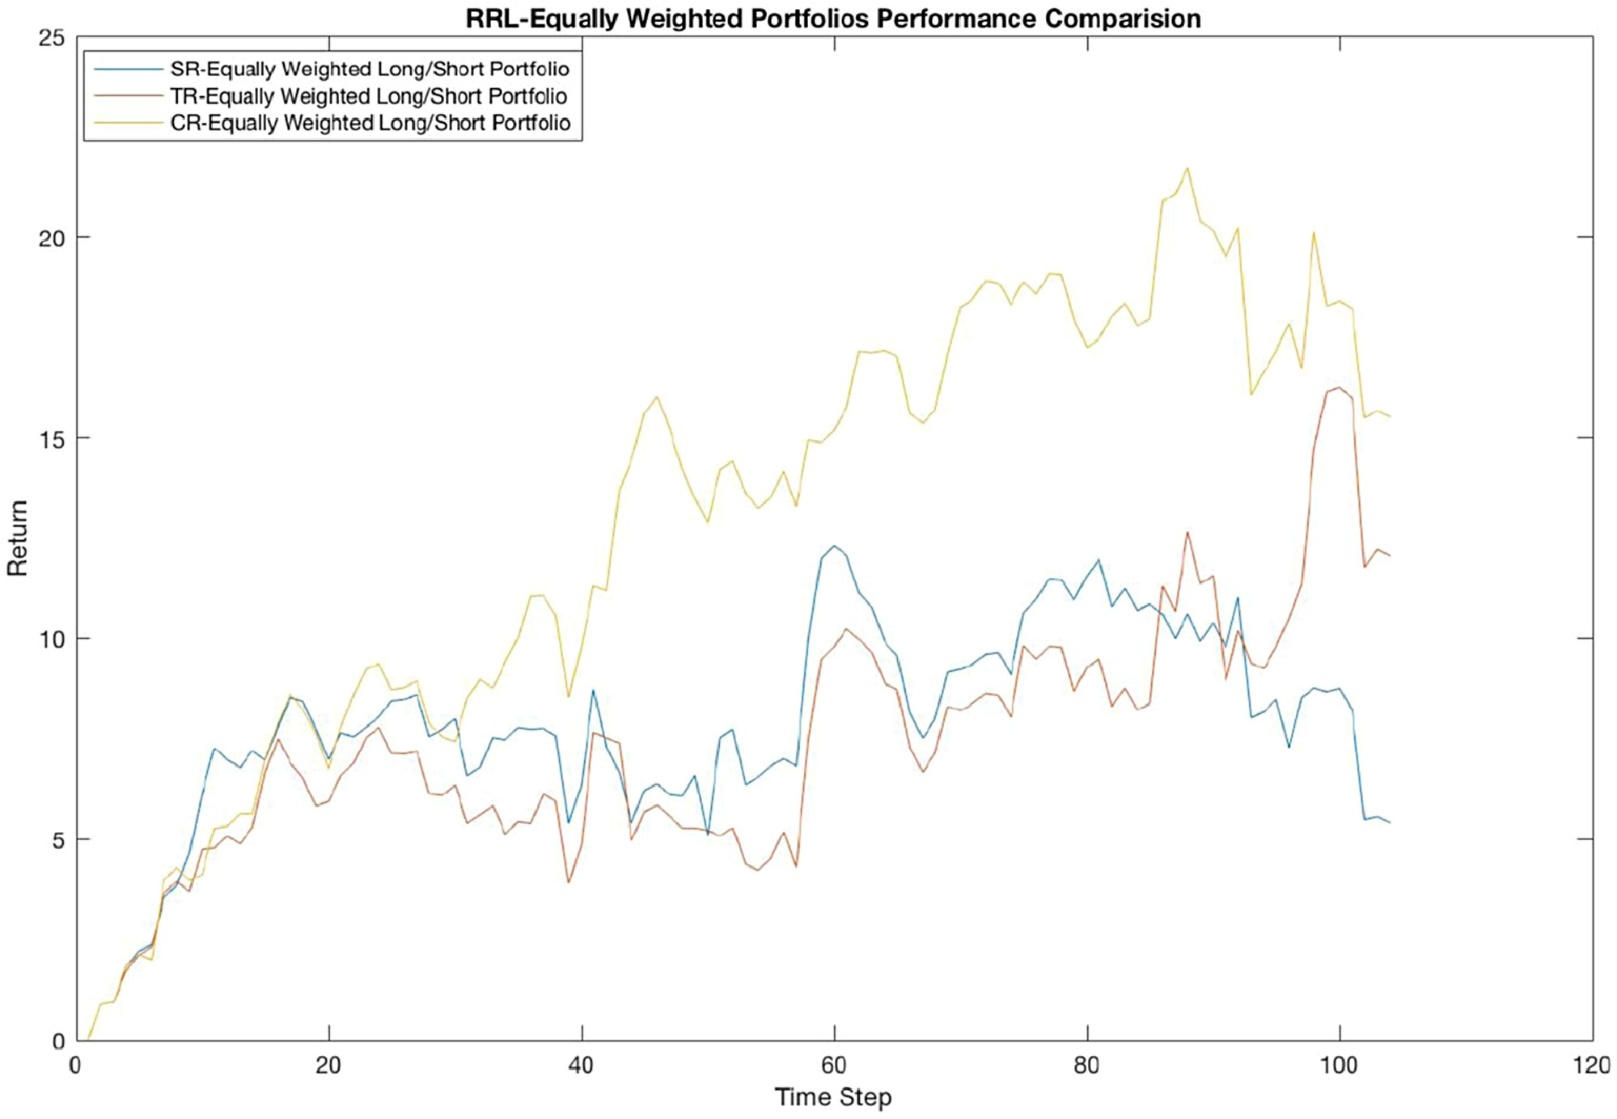 RRL-Equally Weighted Portfolios Performance Comparision
25
SR-Equally Weighted Long/Short Portfolio
TR-Equally Weighted Long/Short Portfolio
CR-Equally Weighted Long/Short Portfolio
20
15
Return
10
5
0
0 20 40 60 80 100 120
Time Step